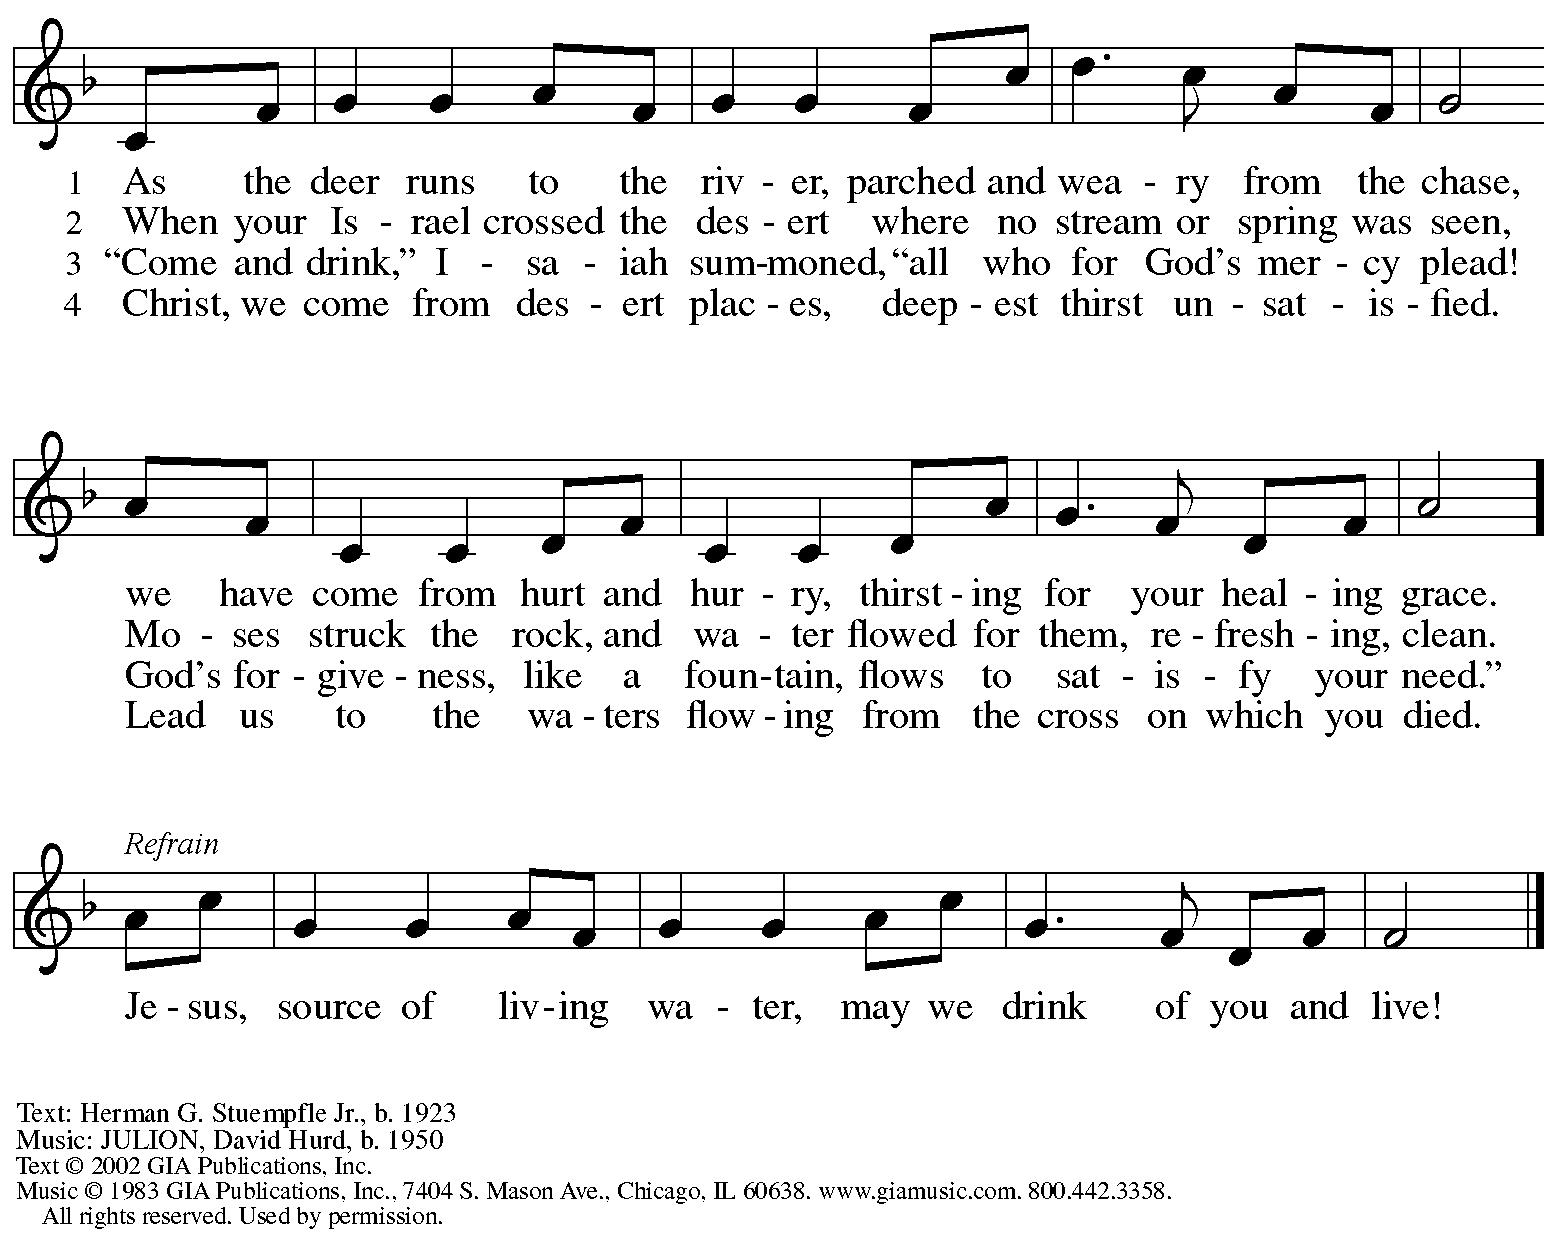 1 As the deer runs to the riv - er, parched and wea - ry from the chase,
2 When your Is - rael crossed the des - ert where no stream or spring was seen,
3 “Come and drink,” I - sa - iah sum-moned, “all who for God’s mer - cy plead!
4 Christ, we come from des - ert plac - es, deep - est thirst un - sat - is - fied.
we have come from hurt and hur - ry, thirst - ing for your heal - ing grace.
Mo - ses struck the rock, and wa - ter flowed for them, re - fresh - ing, clean.
God’s for - give - ness, like a foun-tain, flows to sat - is - fy your need.”
Lead us to the wa - ters flow - ing from the cross on which you died.
Refrain
Je - sus, source of liv-ing wa - ter, may we drink of you and live!
Text: Herman G. Stuempfle Jr., b. 1923
Music: JULION, David Hurd, b. 1950
Text © 2002 GIA Publications, Inc.
Music © 1983 GIA Publications, Inc., 7404 S. Mason Ave., Chicago, IL 60638. www.giamusic.com. 800.442.3358.
All rights reserved. Used by permission.